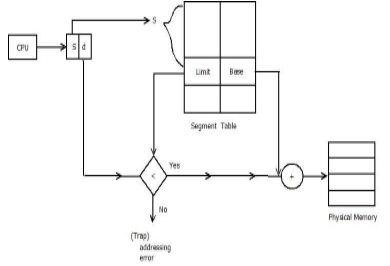 S
CPU
S d
Limit Base
Segment Table
Yes
<
+
No
Physical Memory
(Trap)
addressing
error